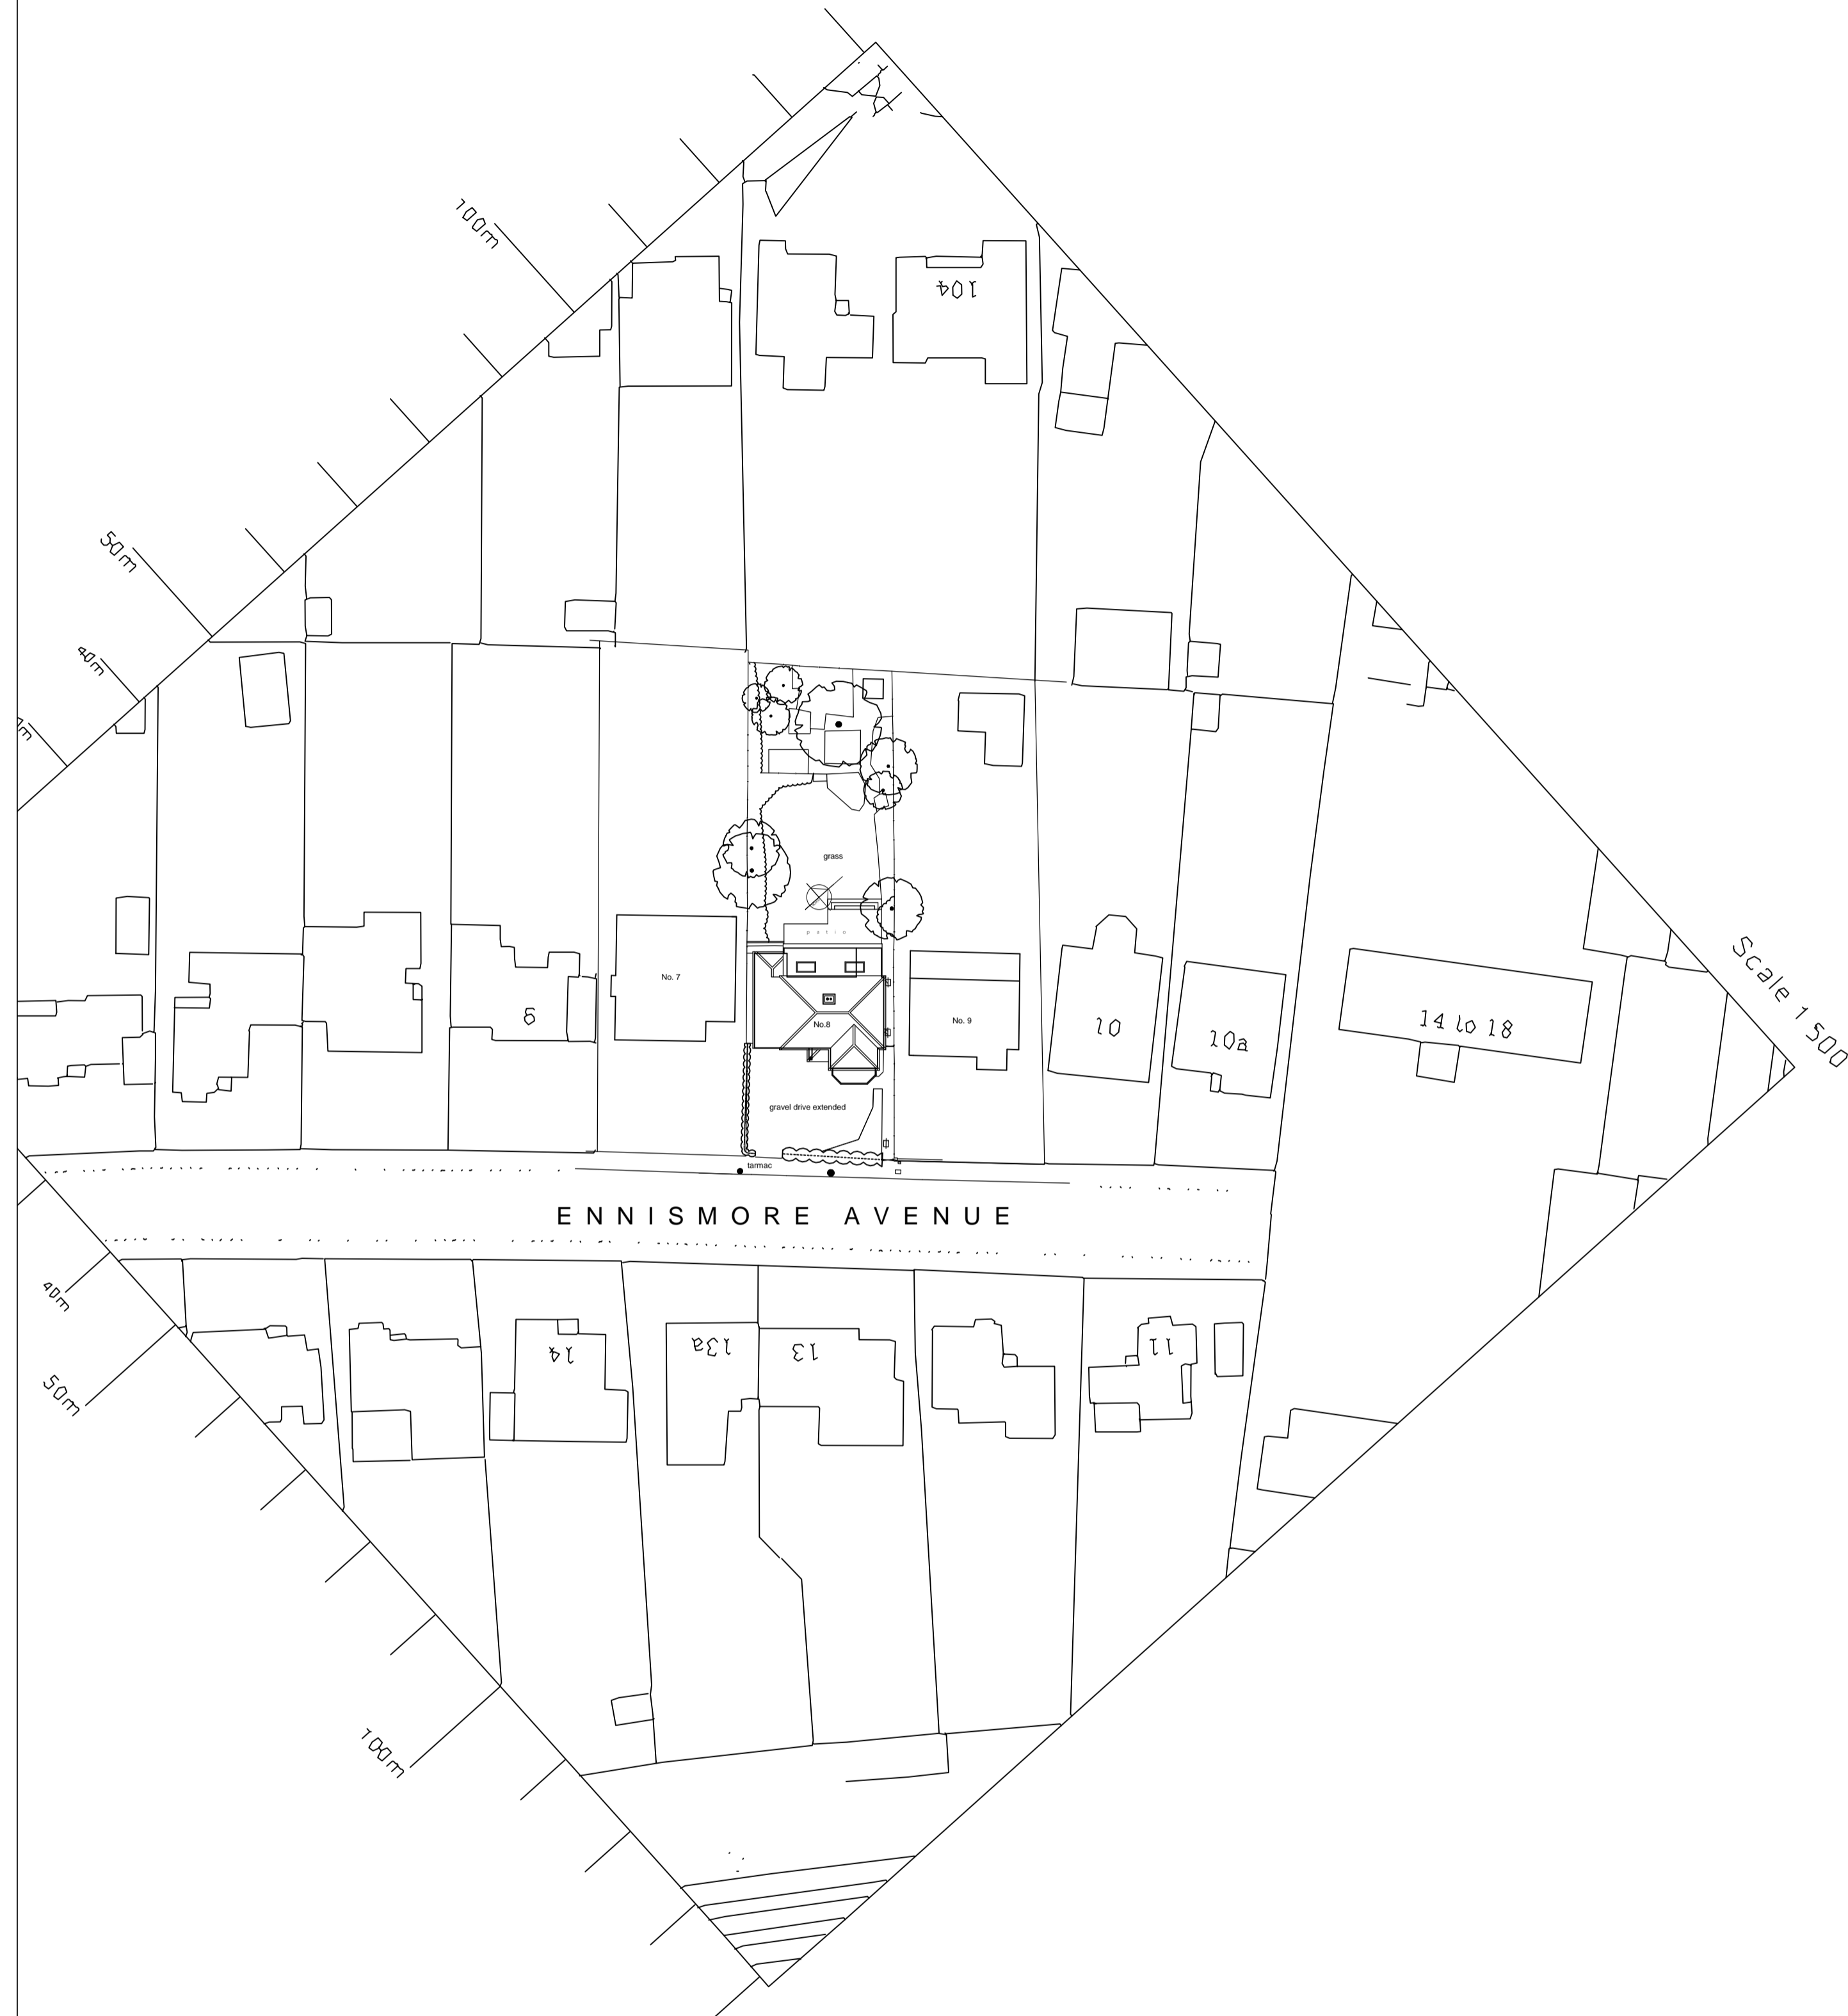 100m
104
50m
40m
grass
patio
No. 7
6
No.8
No. 9
10
10a
14 to 18
Scale 1 500
gravel drive extended
tarmac
ENNISMORE AVENUE
40m
50m
14
13a
13
11
100m